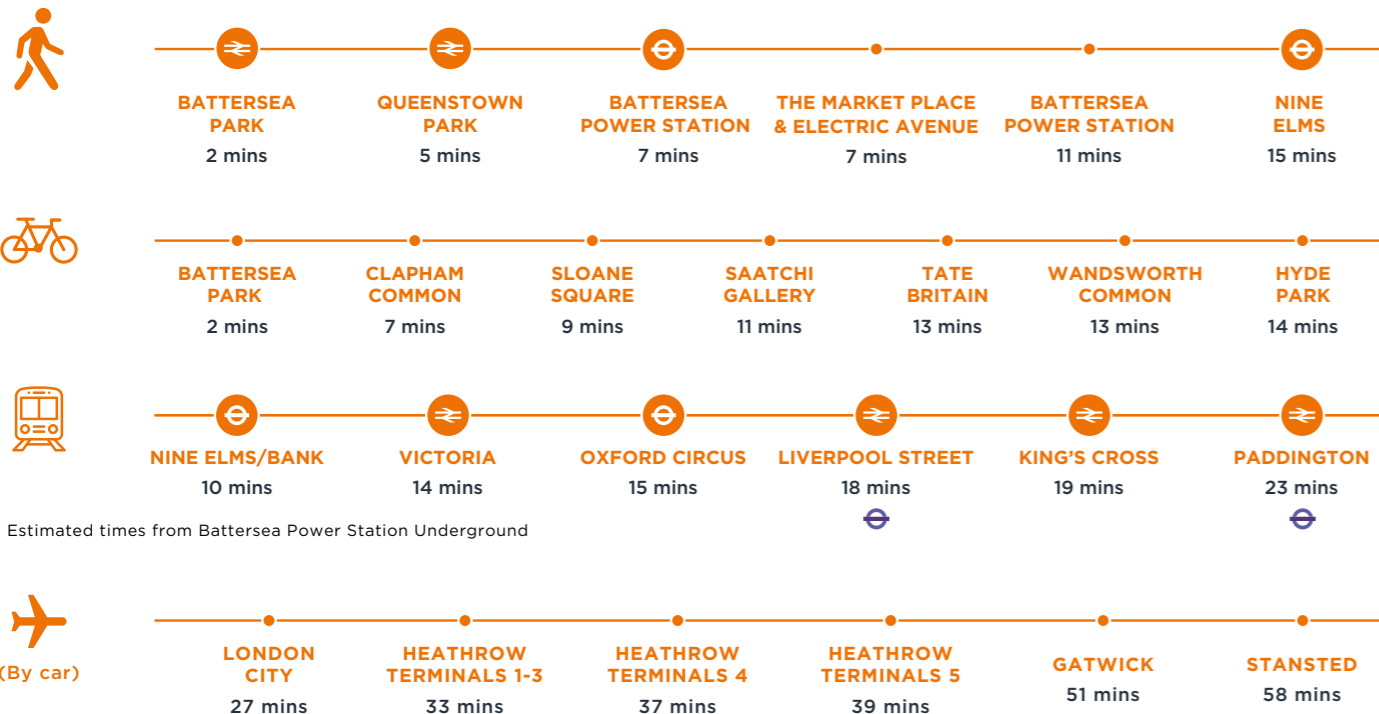 BATTERSEA PARK
2 mins
QUEENSTOWN PARK
5 mins
BATTERSEA POWER STATION
7 mins
THE MARKET PLACE & ELECTRIC AVENUE
7 mins
BATTERSEA POWER STATION
11 mins
NINE ELMS
15 mins
BATTERSEA PARK
2 mins
CLAPHAM COMMON
7 mins
SLOANE SQUARE
9 mins
SAATCHI GALLERY
11 mins
TATE BRITAIN
13 mins
WANDSWORTH COMMON
13 mins
HYDE PARK
14 mins
NINE ELMS/BANK
10 mins
VICTORIA
14 mins
OXFORD CIRCUS
15 mins
LIVERPOOL STREET
18 mins
KING'S CROSS
19 mins
PADDINGTON
23 mins
Estimated times from Battersea Power Station Underground
(By car)
LONDON CITY
27 mins
HEATHROW TERMINALS 1-3
33 mins
HEATHROW TERMINALS 4
37 mins
HEATHROW TERMINALS 5
39 mins
GATWICK
51 mins
STANSTED
58 mins